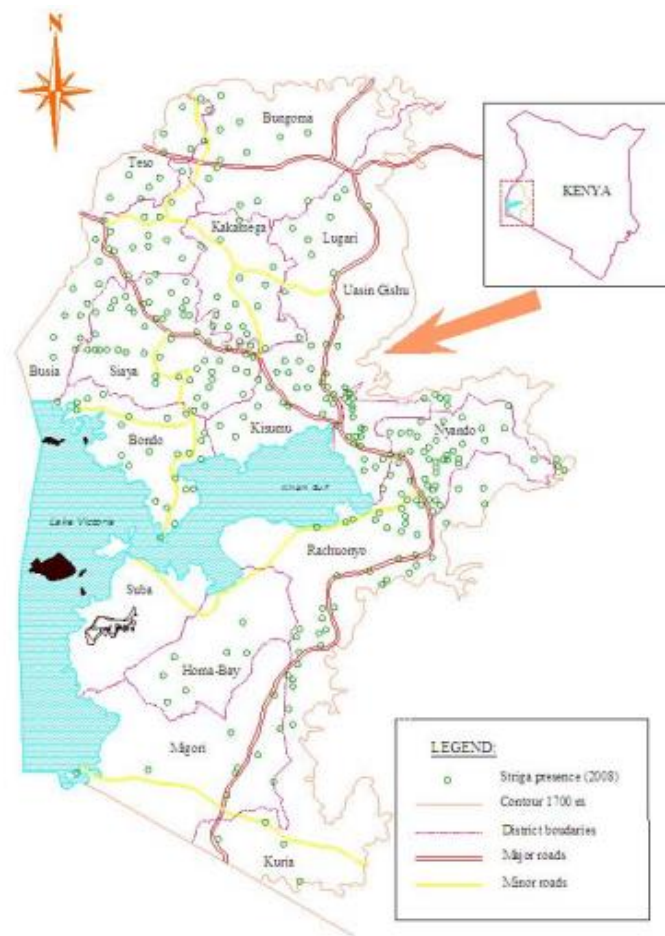 N
Bungoma
Teso
KENYA
Kakamega
Lugari
Uasin Gishu
Busia
Siaya
Kisumu
Nyando
Bondo
Lake Victoria
Rachuonyo
Suba
Homa-Bay
Migori
LEGEND:
Striga presence (2008)
Contour 1700 m
District boudaries
Major roads
Minor roads
Kuria